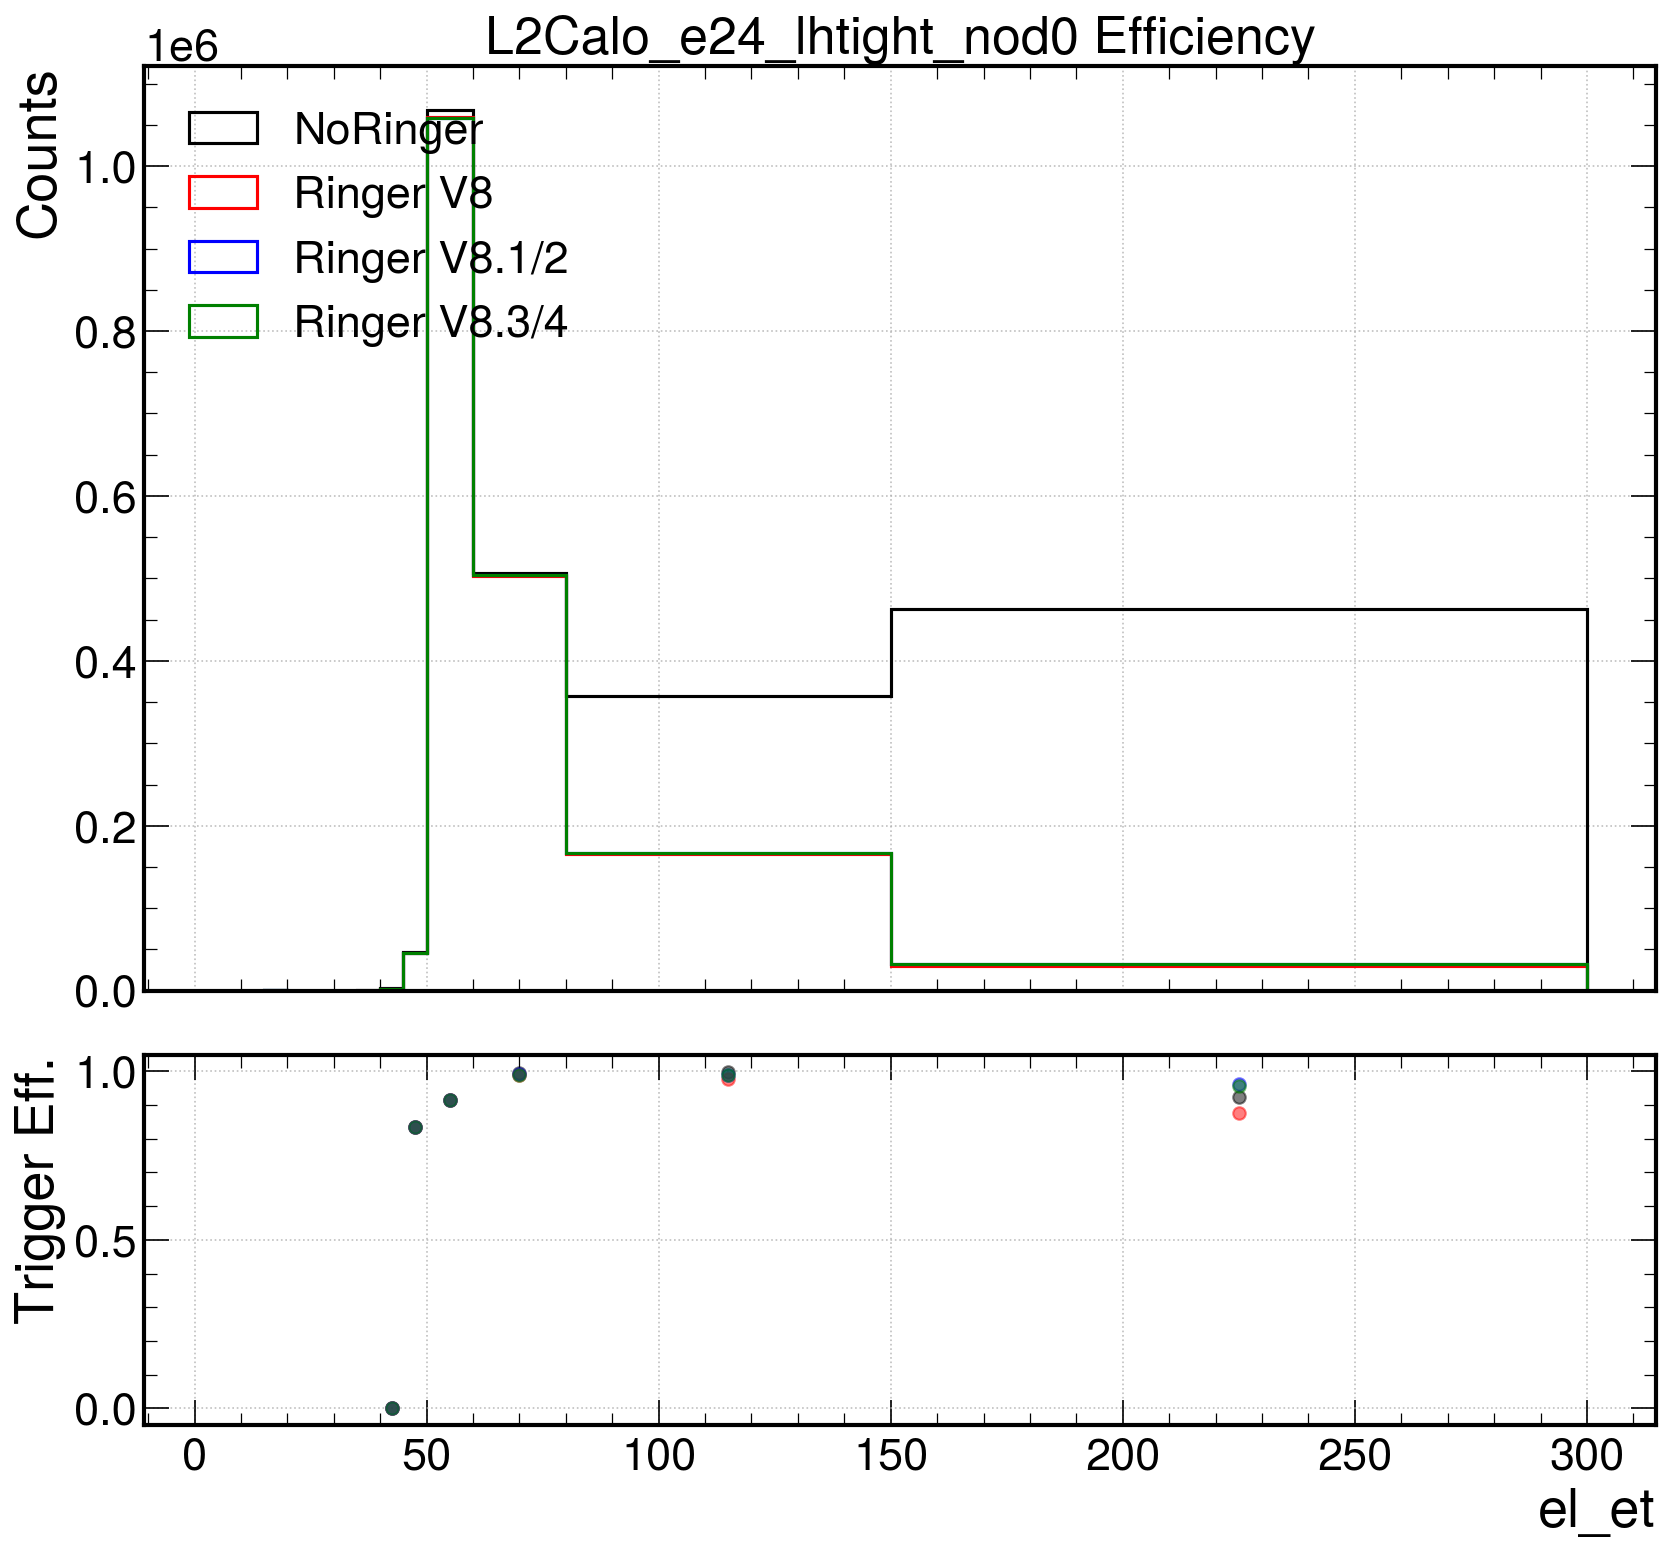 L2Calo_e24_lhtight_nod0 Efficiency
1e6
Counts
1.0
0.8
0.6
0.4
0.2
0.0
NoRinger
Ringer V8
Ringer V8.1/2
Ringer V8.3/4
Trigger Eff.
1.0
0.5
0.0
0 50 100 150 200 250 300
el_et